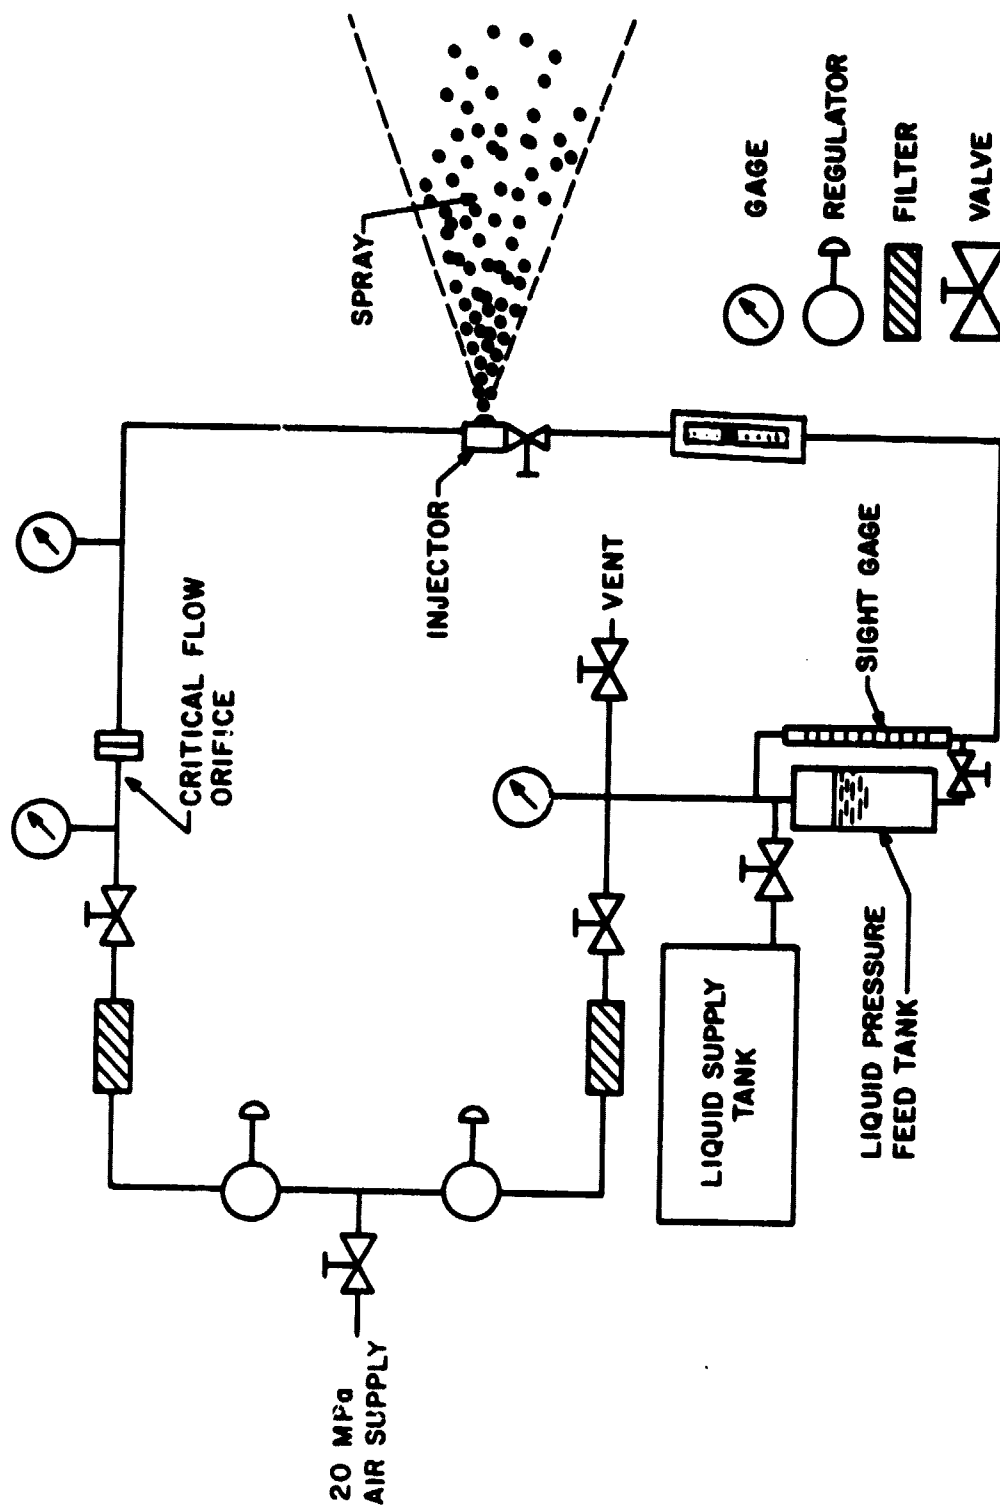 20 MPa
AIR SUPPLY
CRITICAL FLOW
ORIFICE
INJECTOR
SPRAY
VENT
LIQUID SUPPLY
TANK
LIQUID PRESSURE
FEED TANK
SIGHT GAGE
GAGE
REGULATOR
FILTER
VALVE